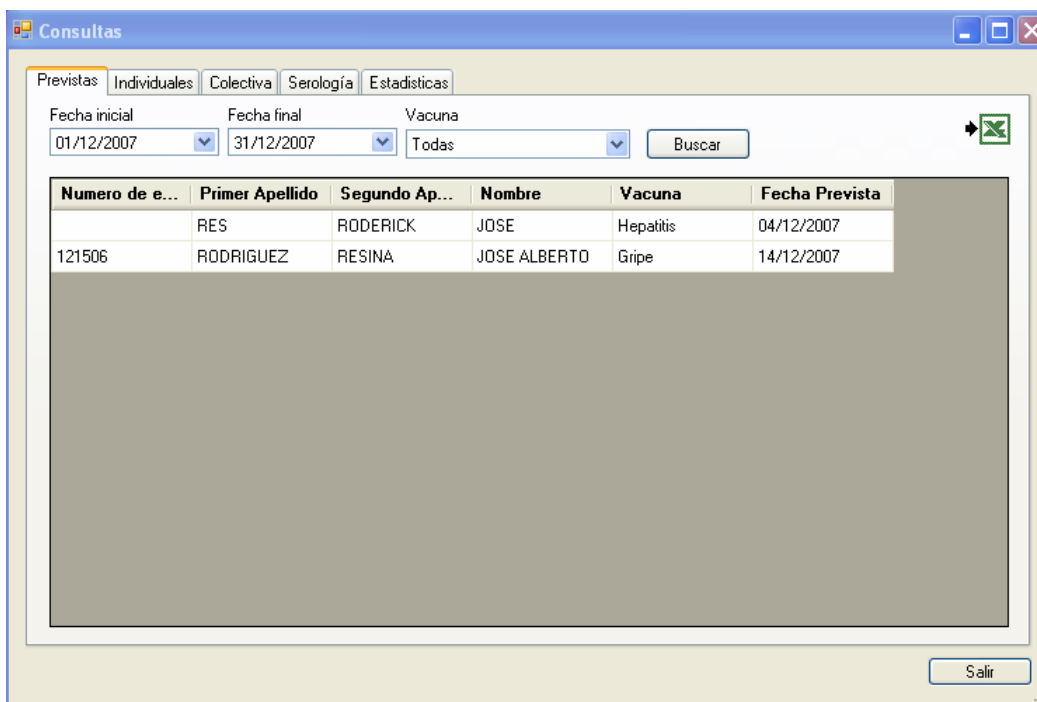 Consultas
Previstas Individuales Colectiva Serología Estadisticas
Fecha inicial Fecha final Vacuna
01/12/2007 31/12/2007 Todas Buscar
Numero de e... Primer Apellido Segundo Ap... Nombre Vacuna Fecha Prevista
RES RODERICK JOSE Hepatitis 04/12/2007
121506 RODRIGUEZ RESINA JOSE ALBERTO Gripe 14/12/2007
Salir